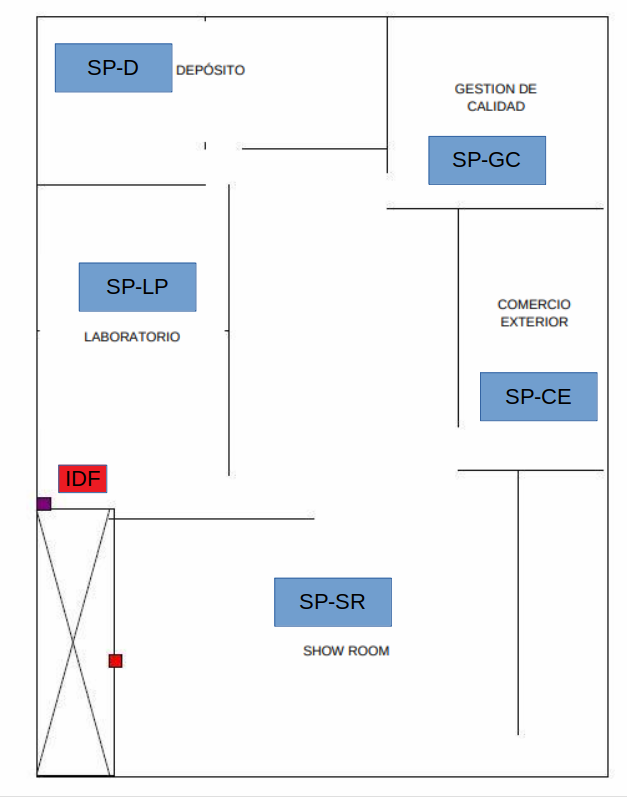 SP-D
DEPÓSITO
GESTION DE
CALIDAD
SP-GC
SP-LP
LABORATORIO
COMERCIO
EXTERIOR
SP-CE
IDF
SP-SR
SHOW ROOM